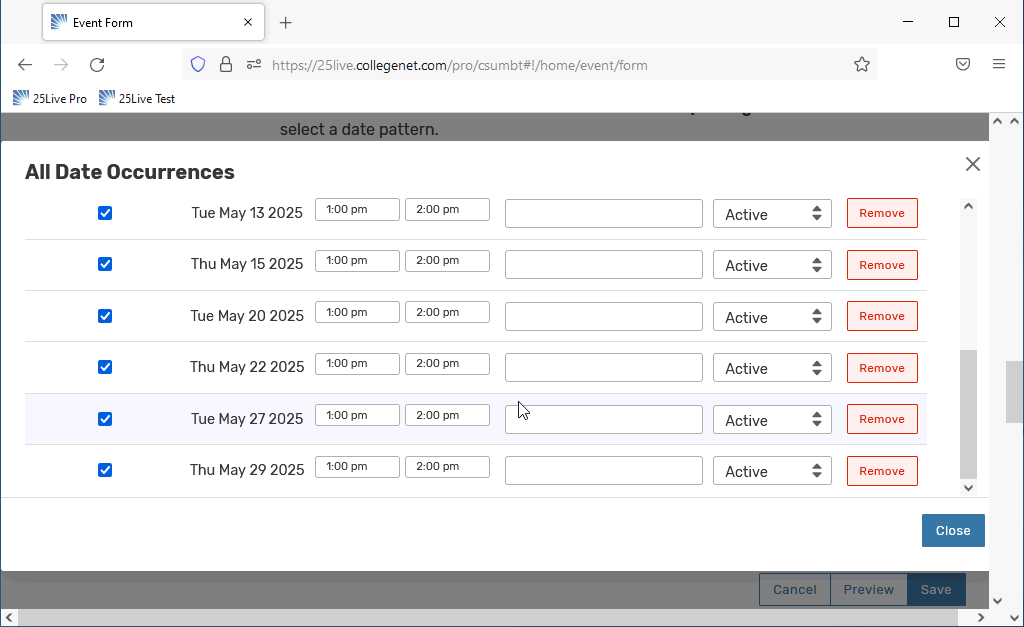 Event Form
https://25live.collegenet.com/pro/csumbt#!/home/event/form
25Live Pro 25Live Test
select a date pattern.
All Date Occurrences
Tue May 13 2025 1:00 pm 2:00 pm Active Remove
Thu May 15 2025 1:00 pm 2:00 pm Active Remove
Tue May 20 2025 1:00 pm 2:00 pm Active Remove
Thu May 22 2025 1:00 pm 2:00 pm Active Remove
Tue May 27 2025 1:00 pm 2:00 pm Active Remove
Thu May 29 2025 1:00 pm 2:00 pm Active Remove
Close
Cancel Preview Save